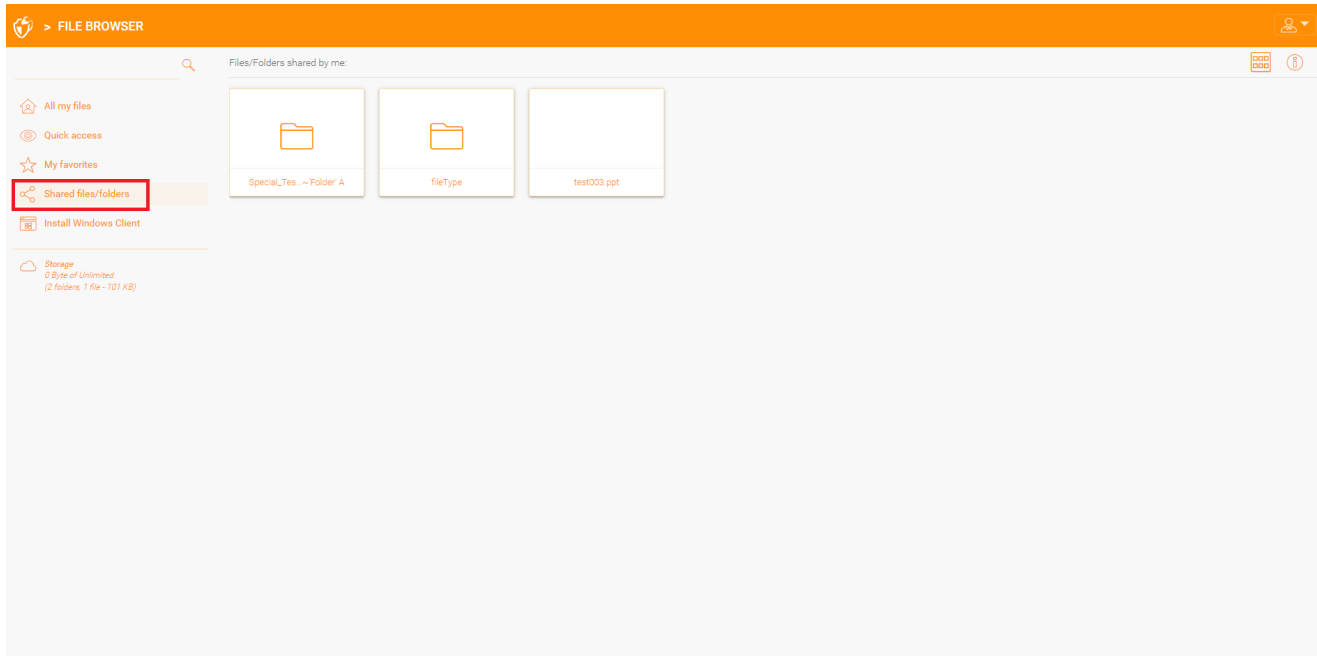 > FILE BROWSER
Files/Folders shared by me:
All my files
Quick access
My favorites
Shared files/folders
Install Windows Client
Storage
0 Byte of Unlimited
(2 folders, 1 file - 101 KB)
Special_Tes...~'Folder' A
fileType
test003.ppt